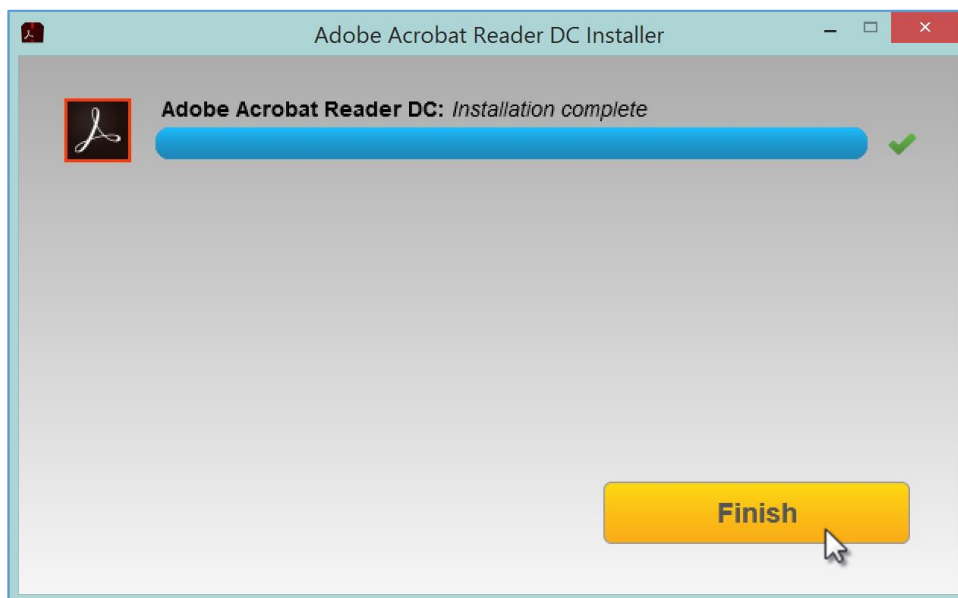 Adobe Acrobat Reader DC Installer
Adobe Acrobat Reader DC: Installation complete
Finish